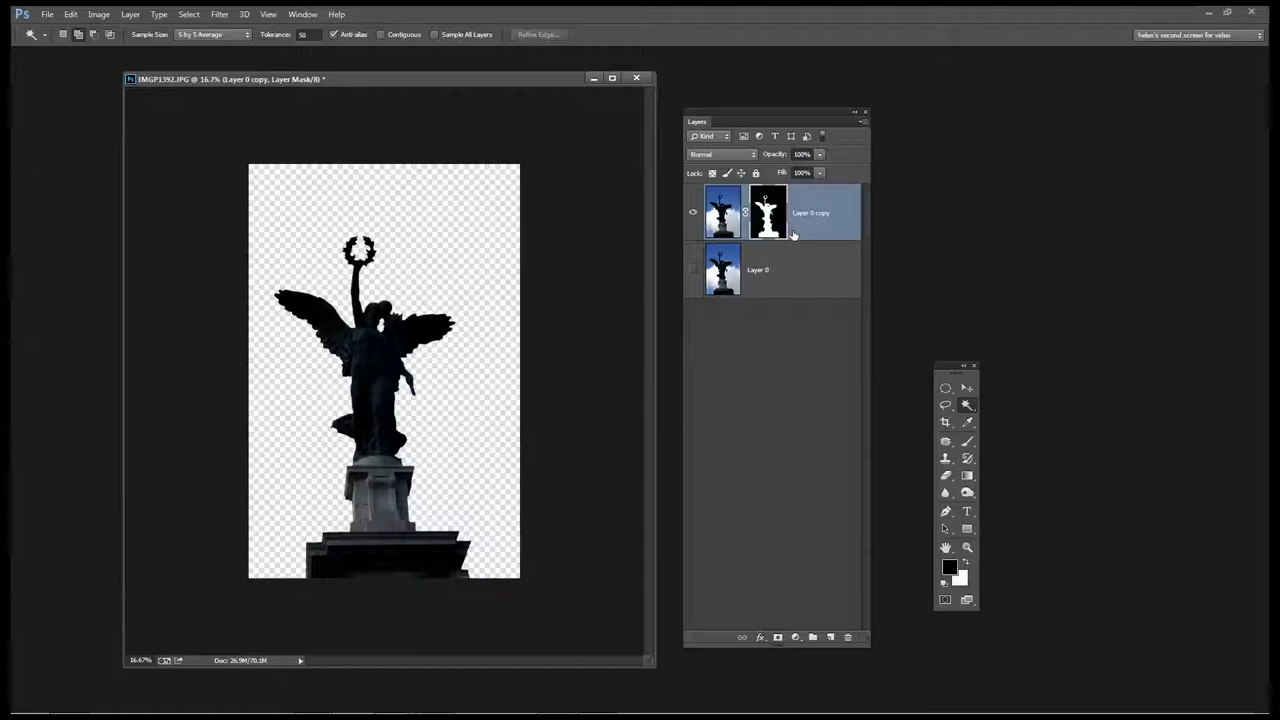 Ps File Edit Image Layer Type Select Filter 3D View Window Help
Sample Size: 5 by 5 Average Tolerance: 50 Anti-alias Contiguous Sample All Layers Refine Edge... helen's second screen for video
IMGP1392.JPG @ 16.7% (Layer 0 copy, Layer Mask/8) *
Layers
Kind
Normal Opacity: 100%
Lock: Fill: 100%
Layer 0 copy
Layer 0
16.67% Doc: 26.9M/70.1M
fx